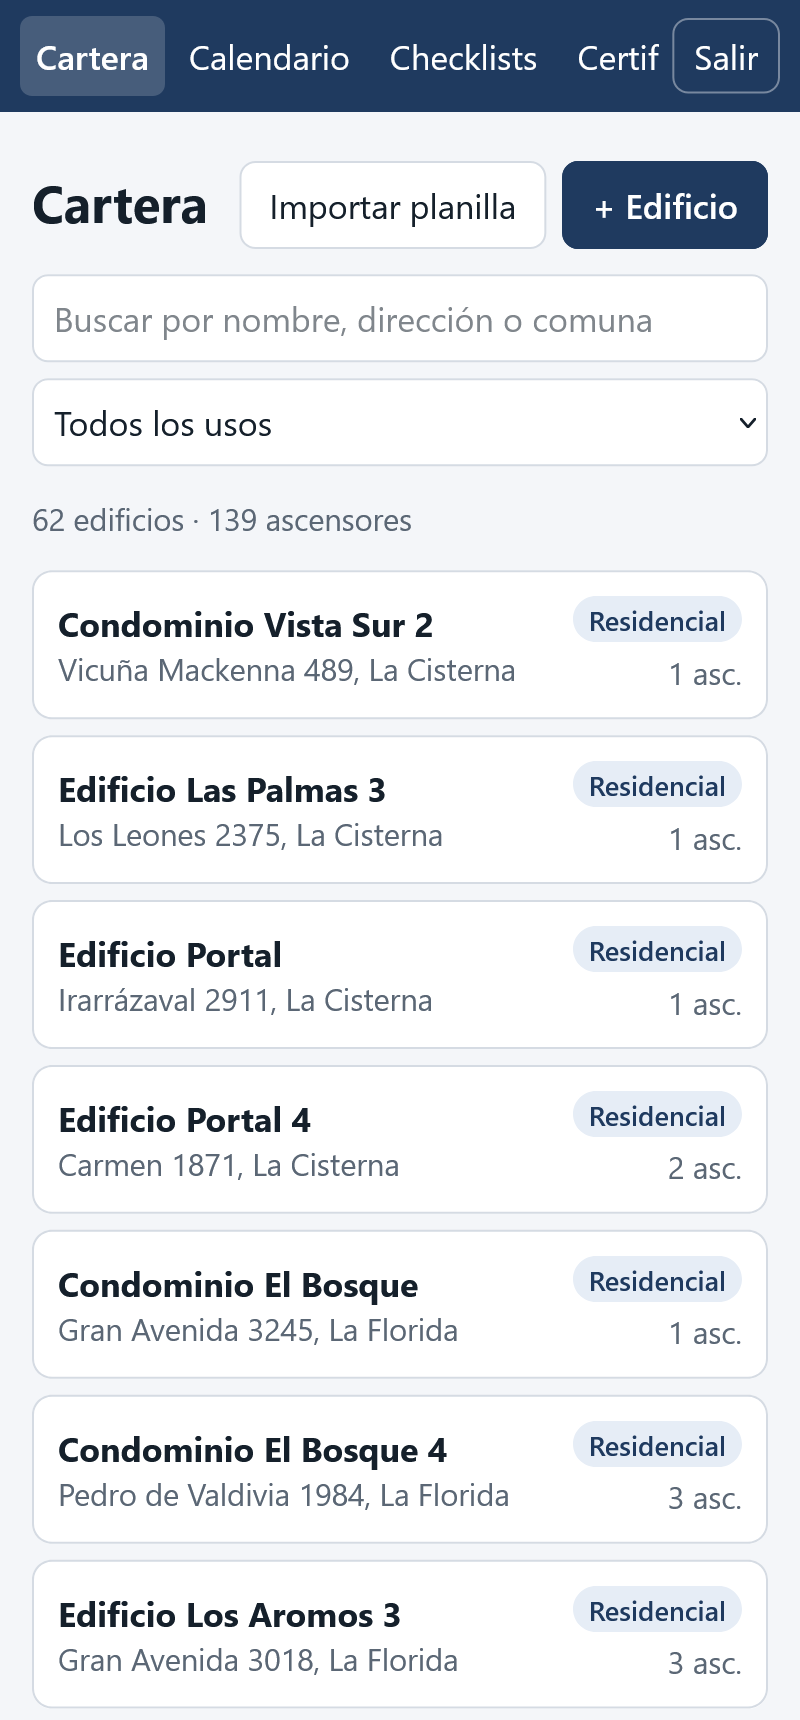 Cartera Calendario Checklists Certif Salir
Cartera Importar planilla + Edificio
Buscar por nombre, dirección o comuna
Todos los usos
62 edificios · 139 ascensores
Condominio Vista Sur 2 Residencial
Vicuña Mackenna 489, La Cisterna 1 asc.
Edificio Las Palmas 3 Residencial
Los Leones 2375, La Cisterna 1 asc.
Edificio Portal Residencial
Irarrázaval 2911, La Cisterna 1 asc.
Edificio Portal 4 Residencial
Carmen 1871, La Cisterna 2 asc.
Condominio El Bosque Residencial
Gran Avenida 3245, La Florida 1 asc.
Condominio El Bosque 4 Residencial
Pedro de Valdivia 1984, La Florida 3 asc.
Edificio Los Aromos 3 Residencial
Gran Avenida 3018, La Florida 3 asc.